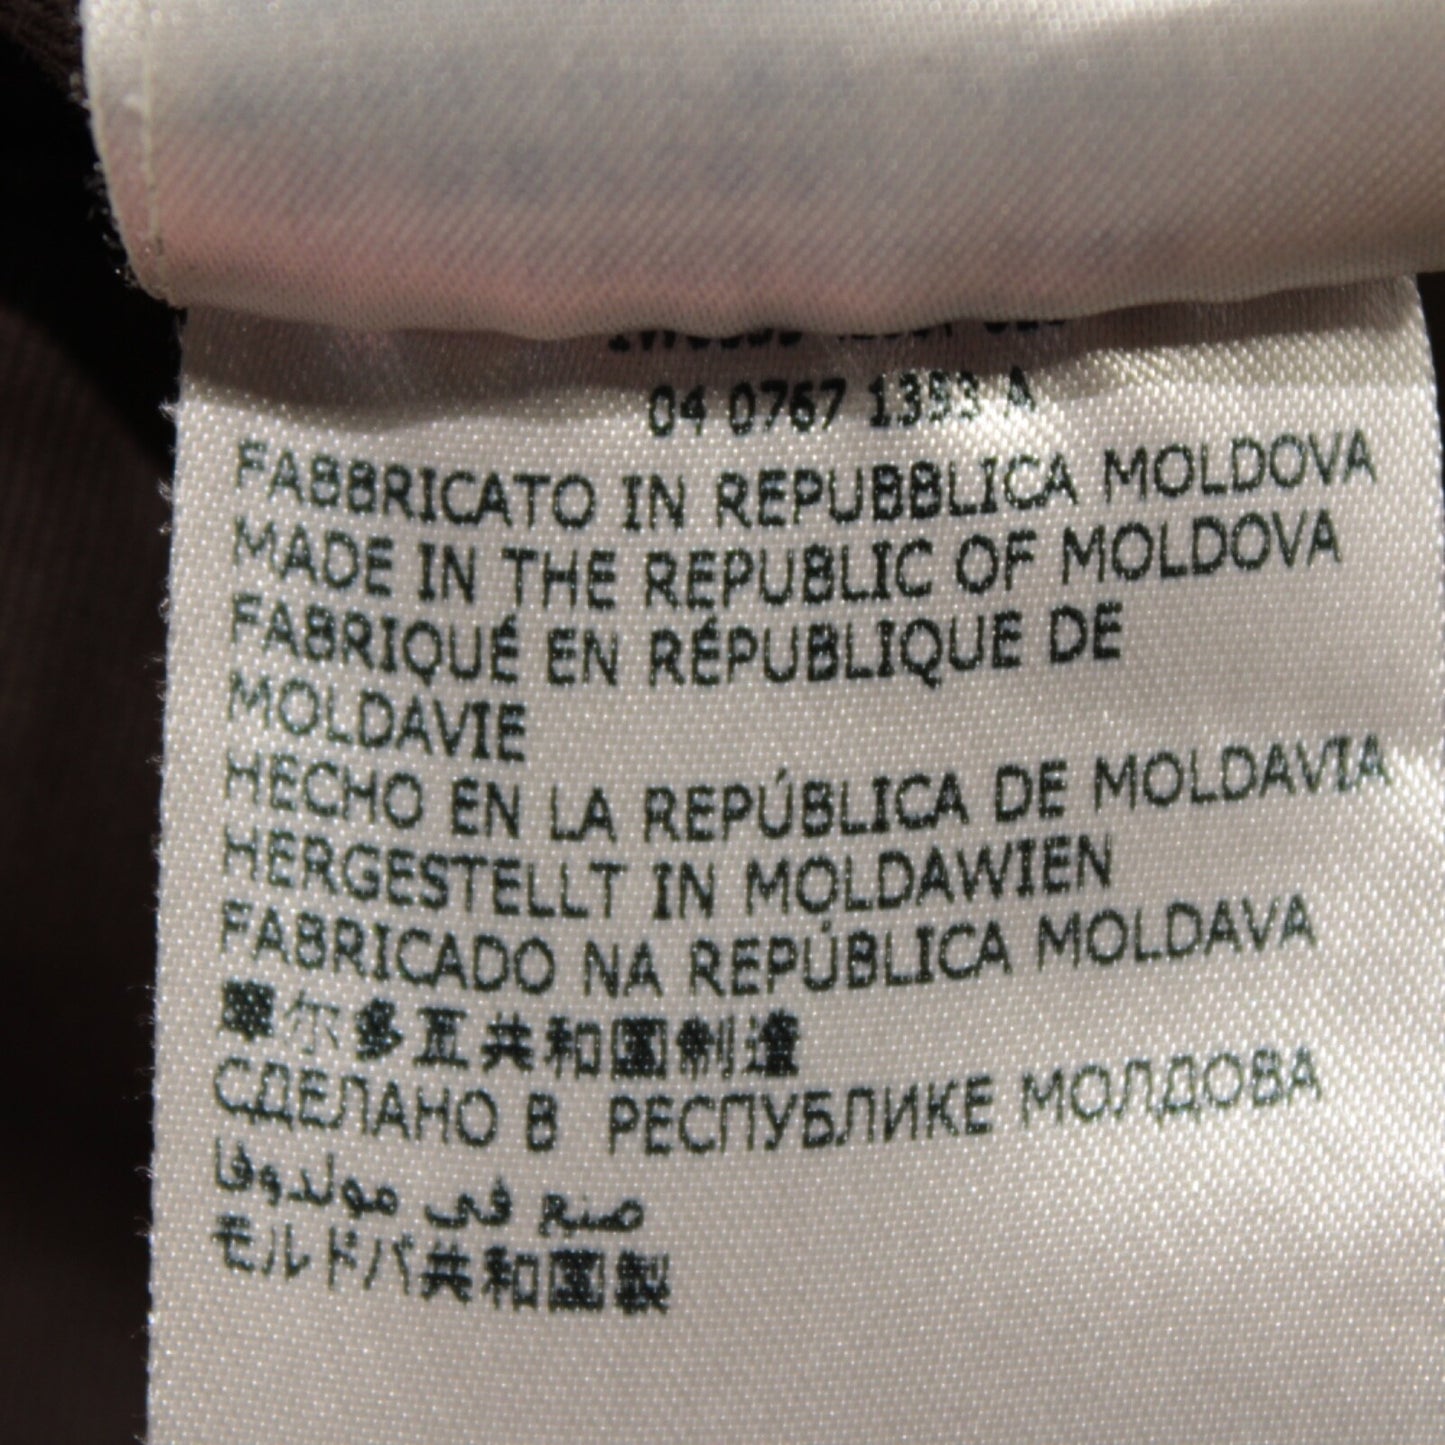 04 0767 1353 A
FABBRICATO IN REPUBBLICA MOLDOVA
MADE IN THE REPUBLIC OF MOLDOVA
FABRIQUÉ EN RÉPUBLIQUE DE
MOLDAVIE
HECHO EN LA REPÚBLICA DE MOLDAVIA
HERGESTELLT IN MOLDAWIEN
FABRICADO NA REPÚBLICA MOLDAVA
摩尔多瓦共和国制造
СДЕЛАНО В РЕСПУБЛИКЕ МОЛДОВА
صنع في مولدوفا
モルドバ共和国製